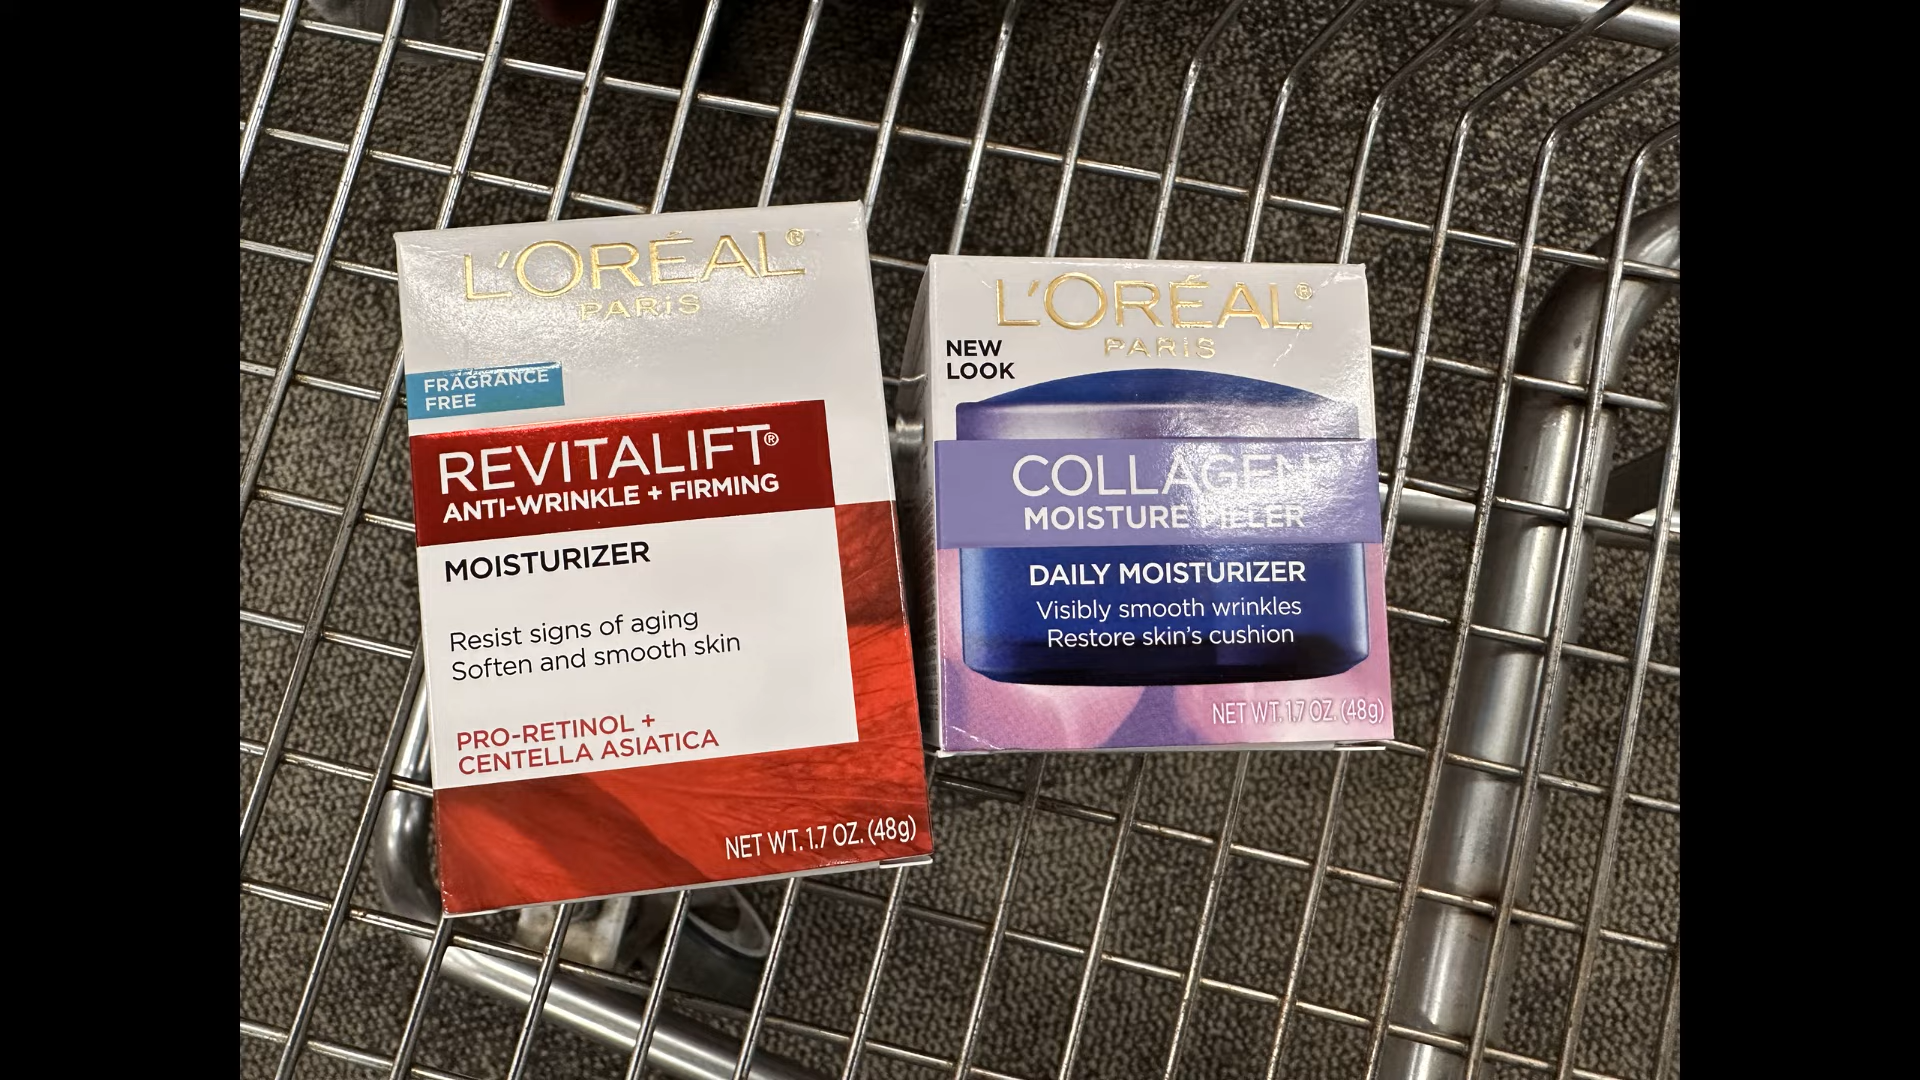 L'ORÉAL®
PARIS
FRAGRANCE
FREE
REVITALIFT®
ANTI-WRINKLE + FIRMING
MOISTURIZER
Resist signs of aging
Soften and smooth skin
PRO-RETINOL +
CENTELLA ASIATICA
NET WT. 1.7 OZ. (48g)
L'ORÉAL®
PARIS
NEW
LOOK
COLLAGEN
MOISTURE FILLER
DAILY MOISTURIZER
Visibly smooth wrinkles
Restore skin's cushion
NET WT. 1.7 OZ. (48g)